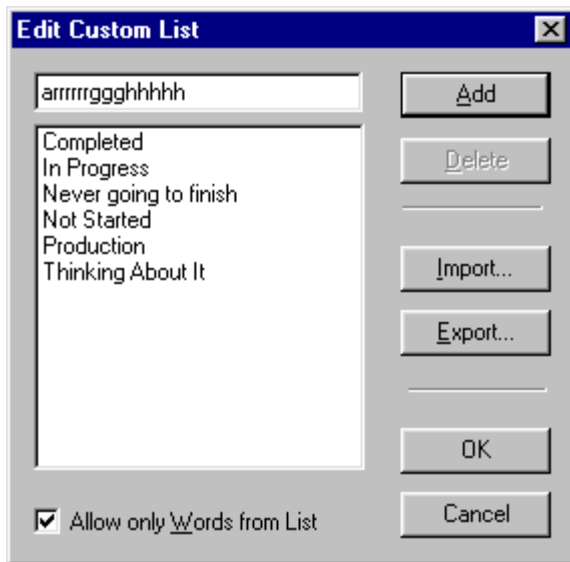 Edit Custom List
arrrrrrggghhhhh
Add
Completed
In Progress
Never going to finish
Not Started
Production
Thinking About It
Delete
Import...
Export...
OK
Allow only Words from List
Cancel